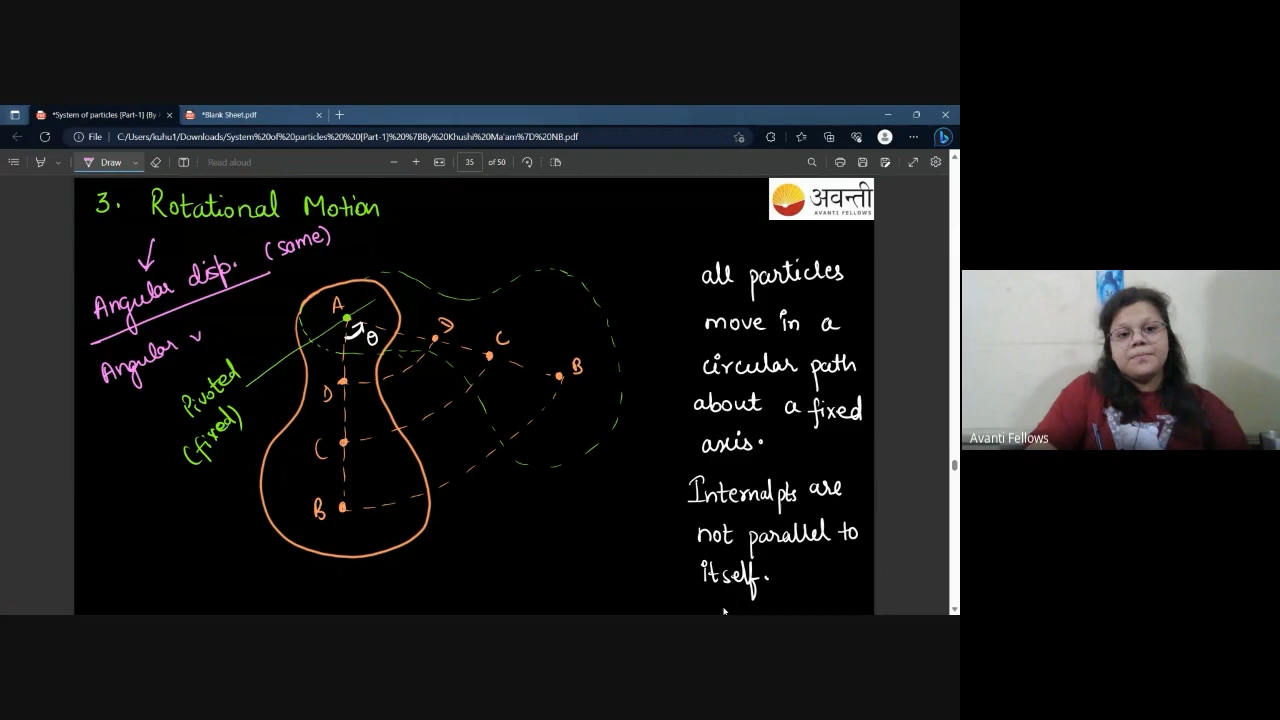 *System of particles [Part-1] (By
*Blank Sheet.pdf
File
C:/Users/kuhu1/Downloads/System%20of%20particles%20%20[Part-1]%20%7BBy%20Khushi%20Ma'am%7D%20NB.pdf
Draw
Read aloud
35 of 50
3. Rotational Motion
अवन्ती
AVANTI FELLOWS
Angular disp. (same)
Angular v
Pivoted
(fixed)
A
θ
D
C
B
D
C
B
all particles
move in a
circular path
about a fixed
axis.
Internal pts are
not parallel to
itself.
Avanti Fellows